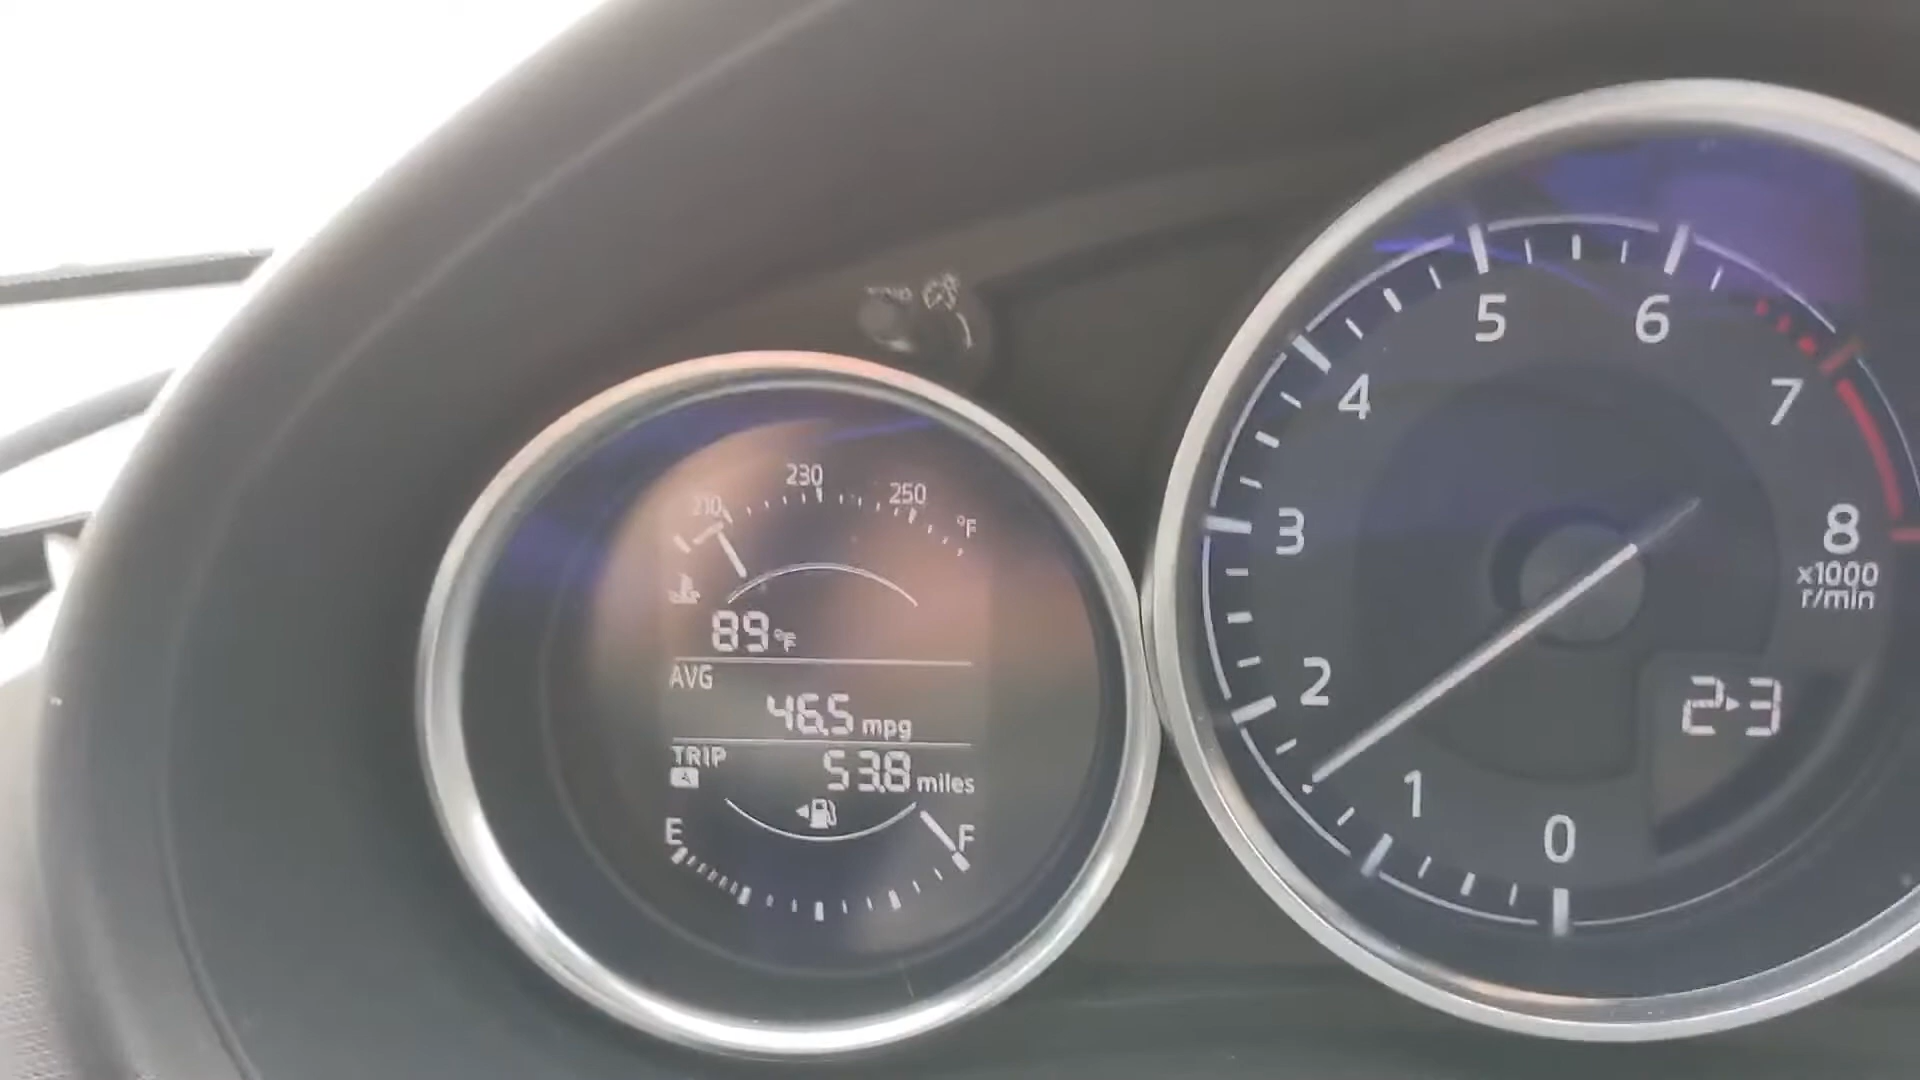 210 230 250 °F
89°F
AVG
46.5 mpg
TRIP
A
53.8 miles
E F
0 1 2 3 4 5 6 7 8
x1000
r/min
2▸3